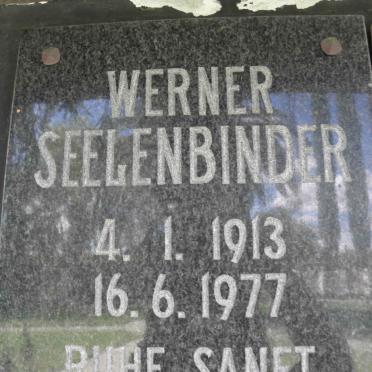 WERNER
SEELENBINDER
4. 1. 1913
16. 6. 1977
RUHE SANFT